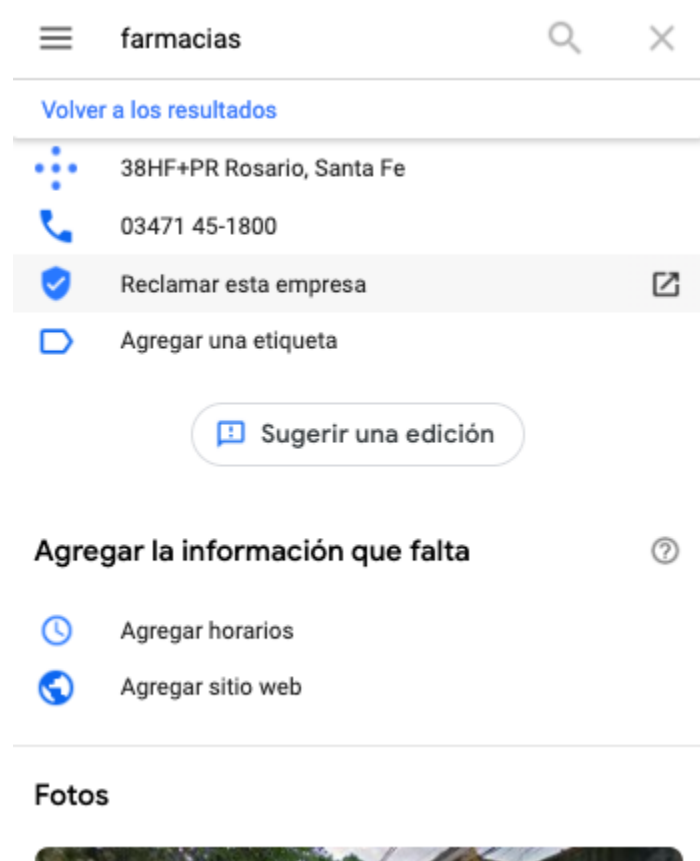 farmacias
Volver a los resultados
38HF+PR Rosario, Santa Fe
03471 45-1800
Reclamar esta empresa
Agregar una etiqueta
Sugerir una edición
Agregar la información que falta
Agregar horarios
Agregar sitio web
Fotos